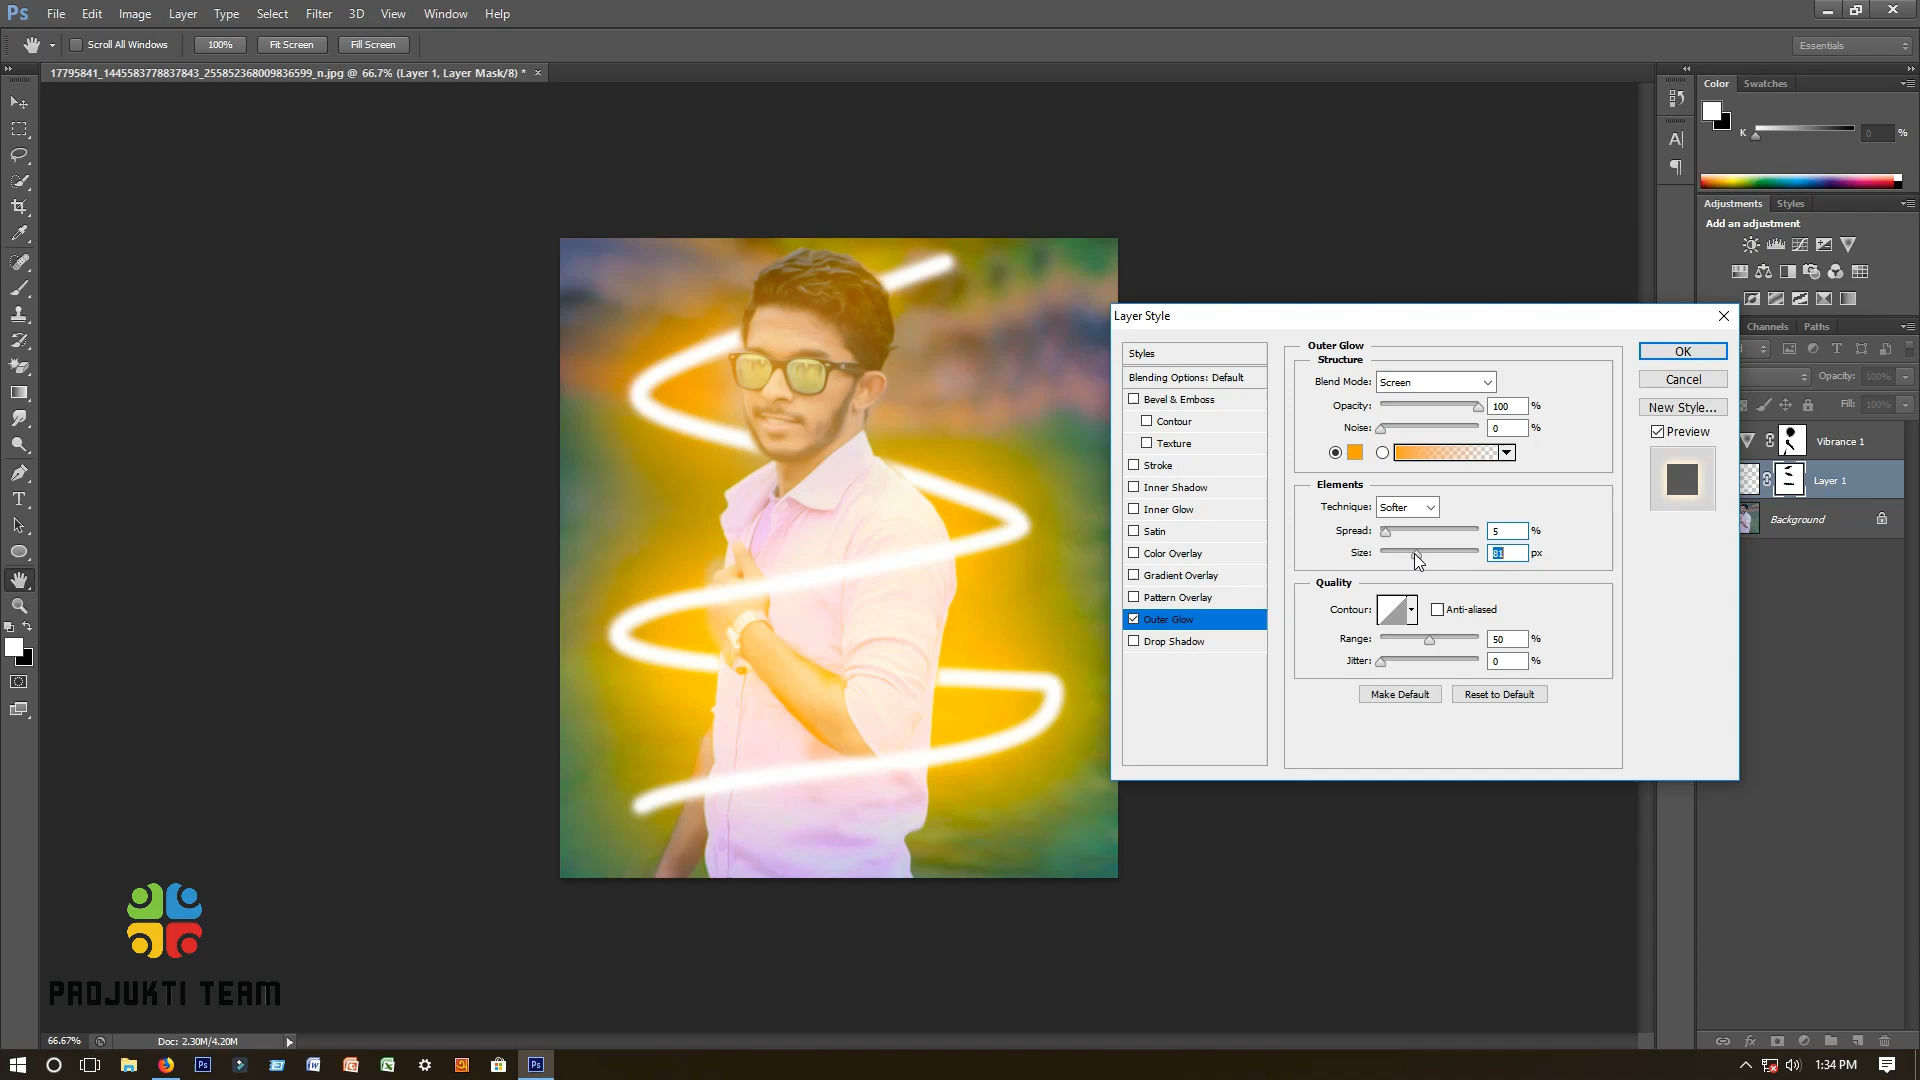 Ps File Edit Image Layer Type Select Filter 3D View Window Help
Scroll All Windows 100% Fit Screen Fill Screen Essentials
17795841_1445583778837843_255852368009836599_n.jpg @ 66.7% (Layer 1, Layer Mask/8) * ×
Color Swatches
K 0 %
Adjustments Styles
Add an adjustment
Channels Paths
Opacity: 100%
Fill: 100%
Vibrance 1
Layer 1
Background
Layer Style
Styles
Blending Options: Default
Bevel & Emboss
Contour
Texture
Stroke
Inner Shadow
Inner Glow
Satin
Color Overlay
Gradient Overlay
Pattern Overlay
Outer Glow
Drop Shadow
Outer Glow
Structure
Blend Mode: Screen
Opacity: 100 %
Noise: 0 %
Elements
Technique: Softer
Spread: 5 %
Size: 81 px
Quality
Contour: Anti-aliased
Range: 50 %
Jitter: 0 %
Make Default Reset to Default
OK
Cancel
New Style...
Preview
PROJUKTI TEAM
66.67% Doc: 2.30M/4.20M
1:34 PM